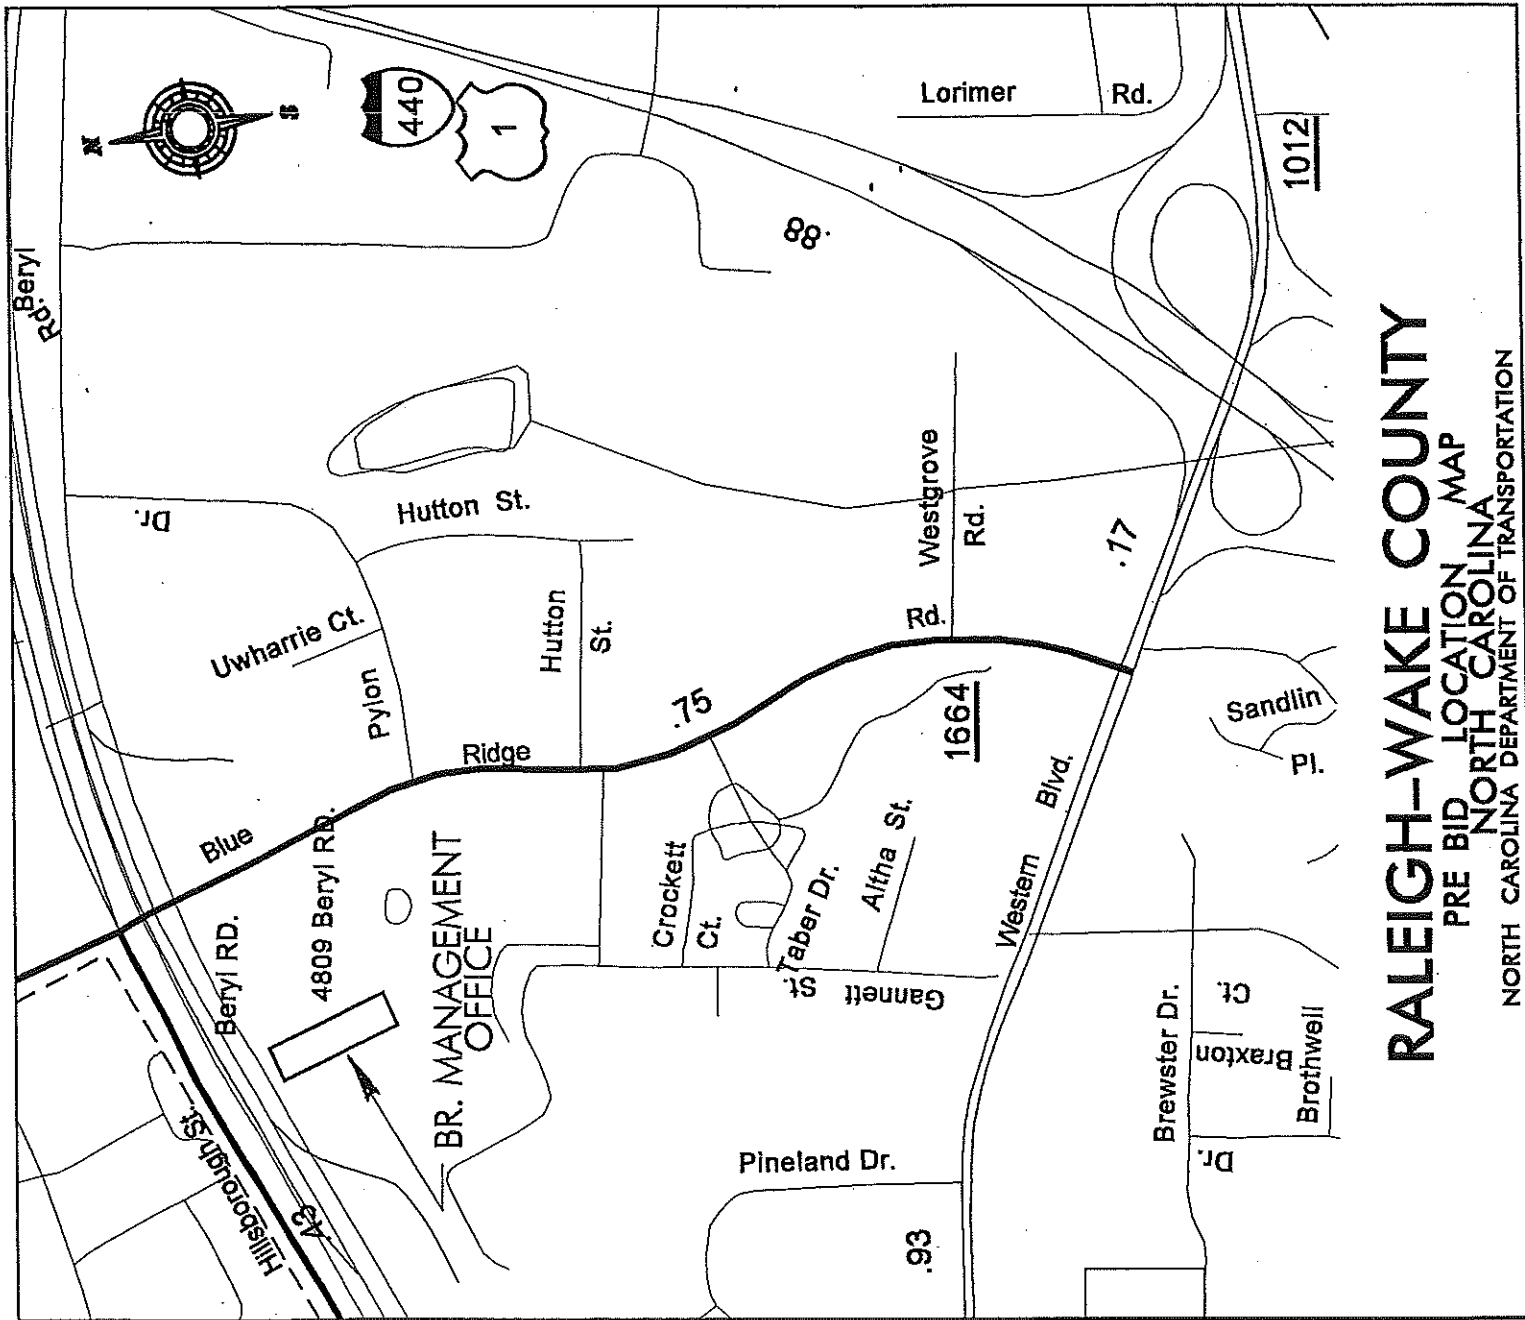 Beryl
Rd.
N
S
440
1
Lorimer Rd.
1012
.88
Dr.
Hutton St.
Westgrove
Rd.
.17
Uwharrie Ct.
Pylon
Hutton
St.
Rd.
.75
1664
Ridge
Blue
Sandlin
Pl.
Beryl RD.
4809 Beryl RD.
BR. MANAGEMENT
OFFICE
Crockett
Ct.
Taber Dr.
Altha St.
Western Blvd.
Gannett St.
Hillsborough St.
.43
Pineland Dr.
.93
Brewster Dr.
Ct.
Braxton
Brothwell
Dr.
RALEIGH-WAKE COUNTY
PRE BID LOCATION MAP
NORTH CAROLINA
NORTH CAROLINA DEPARTMENT OF TRANSPORTATION